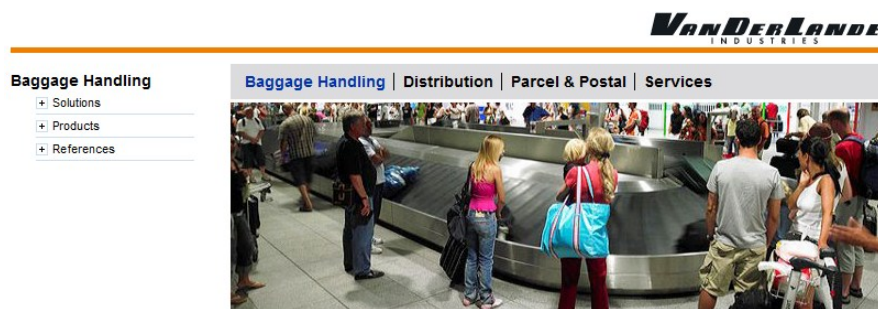 VANDERLANDE
INDUSTRIES
Baggage Handling
Solutions
Products
References
Baggage Handling | Distribution | Parcel & Postal | Services